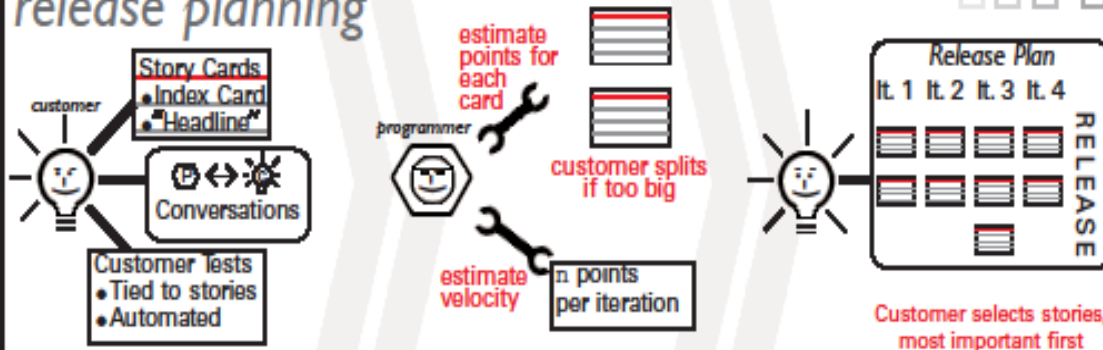 release planning
customer
Story Cards
•Index Card
•"Headline"
P
Conversations
Customer Tests
•Tied to stories
•Automated
estimate
points for
each
card
programmer
customer splits
if too big
estimate
velocity
n points
per iteration
Release Plan
It. 1 It. 2 It. 3 It. 4
RELEASE
Customer selects stories,
most important first